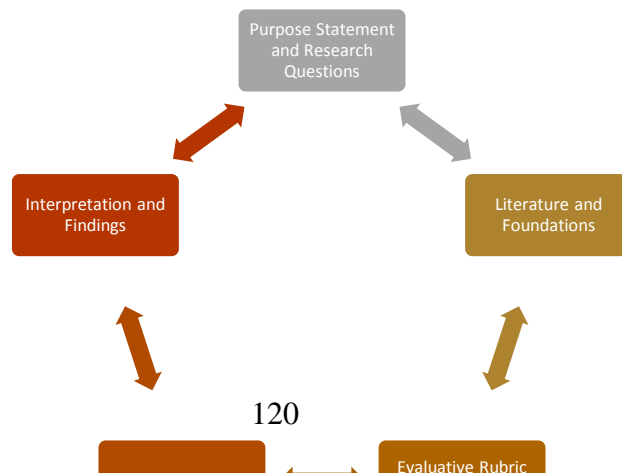 Purpose Statement
and Research
Questions
Interpretation and
Findings
Literature and
Foundations
120
Evaluative Rubric